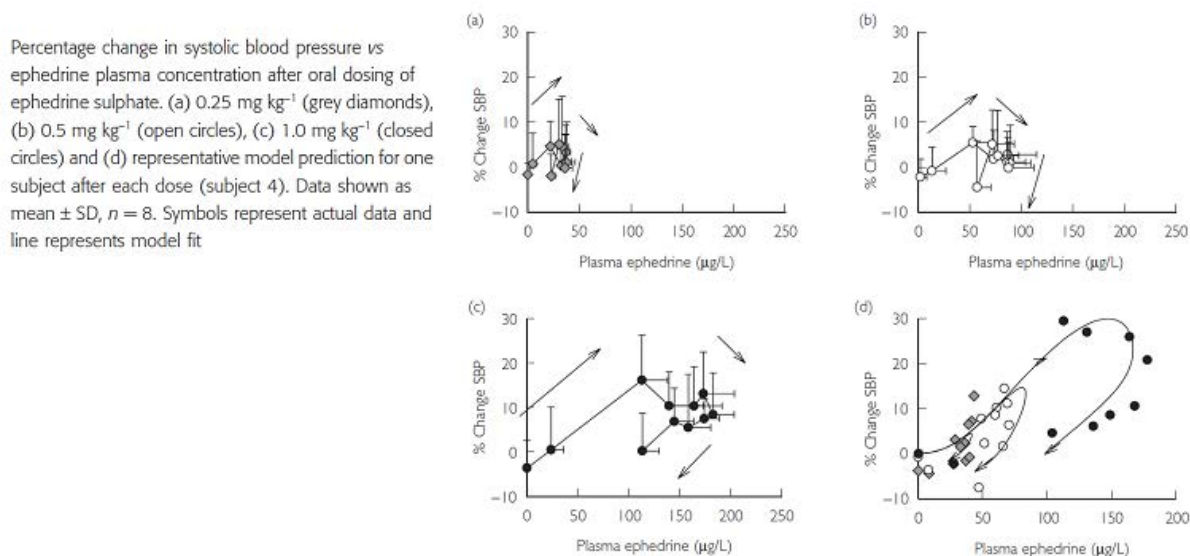 Percentage change in systolic blood pressure vs
ephedrine plasma concentration after oral dosing of
ephedrine sulphate. (a) 0.25 mg kg⁻¹ (grey diamonds),
(b) 0.5 mg kg⁻¹ (open circles), (c) 1.0 mg kg⁻¹ (closed
circles) and (d) representative model prediction for one
subject after each dose (subject 4). Data shown as
mean ± SD, n = 8. Symbols represent actual data and
line represents model fit
(a)
% Change SBP
30
20
10
0
−10
0 50 100 150 200 250
Plasma ephedrine (µg/L)
(b)
% Change SBP
30
20
10
0
−10
0 50 100 150 200 250
Plasma ephedrine (µg/L)
(c)
% Change SBP
30
20
10
0
−10
0 50 100 150 200 250
Plasma ephedrine (µg/L)
(d)
% Change SBP
30
20
10
0
−10
0 50 100 150 200
Plasma ephedrine (µg/L)